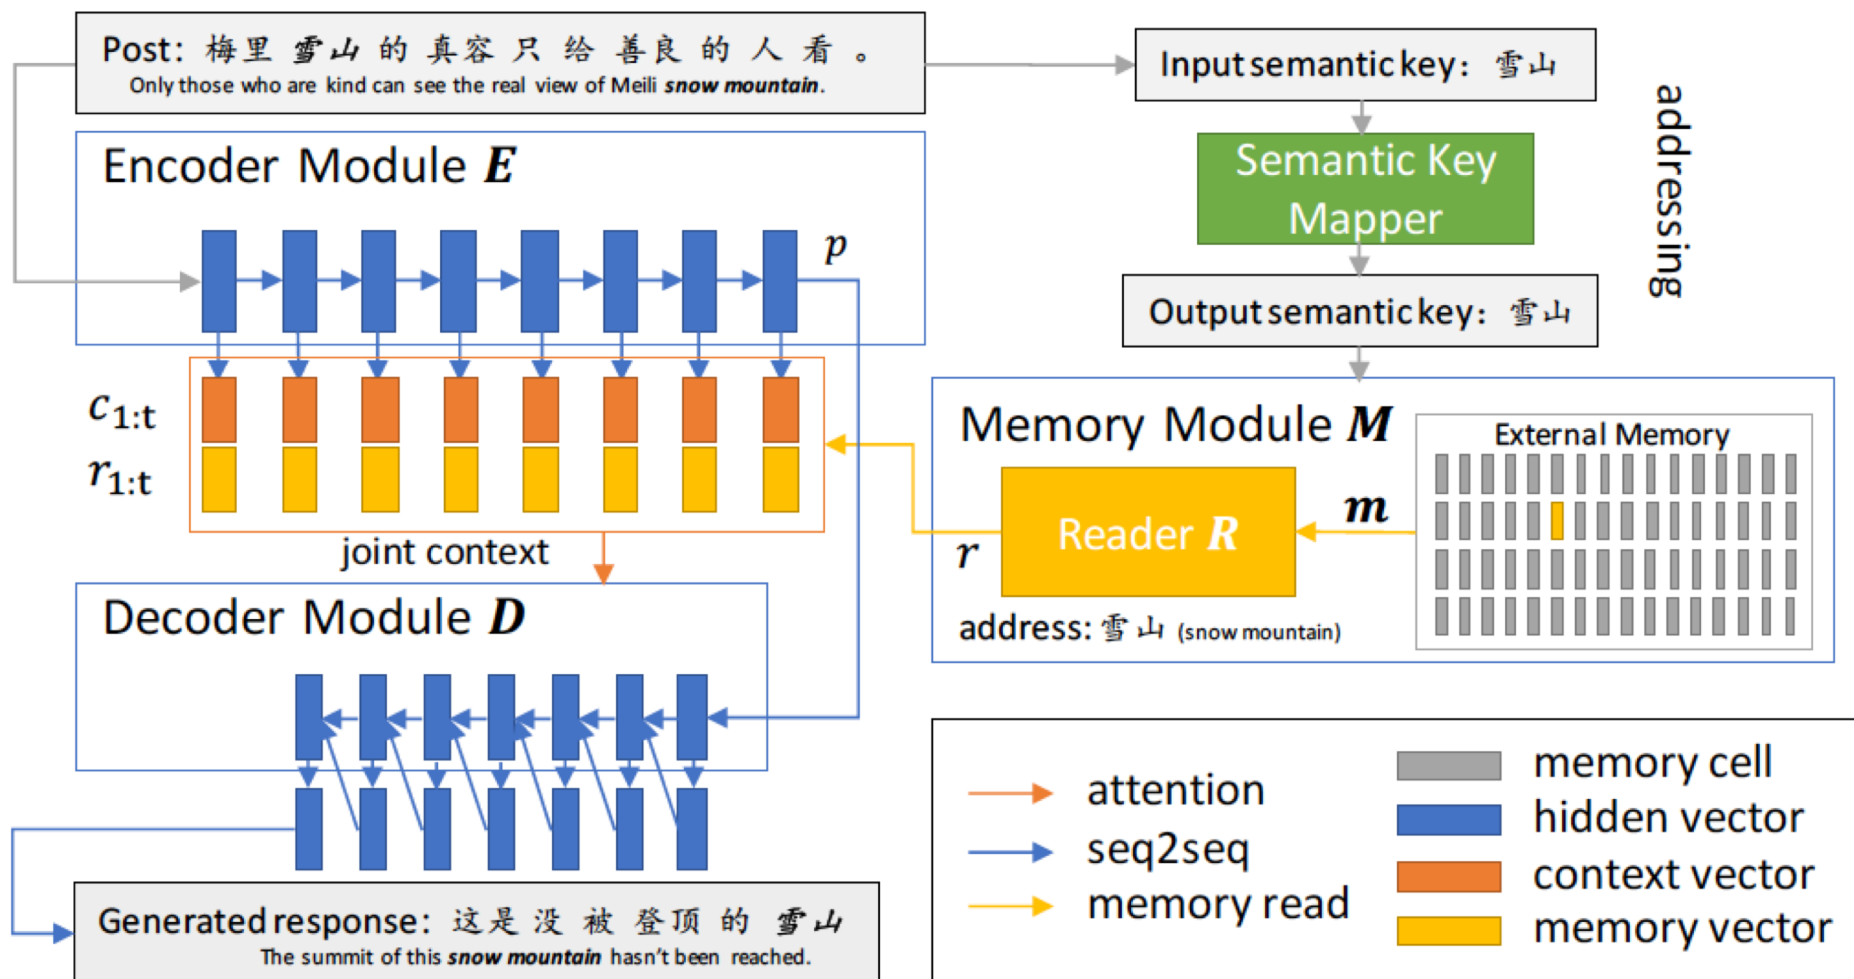 Post: 梅里 雪山 的 真容 只 给 善良 的 人 看 。
Only those who are kind can see the real view of Meili snow mountain.
Input semantic key: 雪山
addressing
Semantic Key
Mapper
Output semantic key: 雪山
Encoder Module E
p
c1:t
r1:t
joint context
Memory Module M
External Memory
m
Reader R
r
address: 雪山 (snow mountain)
Decoder Module D
Generated response: 这是 没 被 登顶 的 雪山
The summit of this snow mountain hasn't been reached.
attention
seq2seq
memory read
memory cell
hidden vector
context vector
memory vector